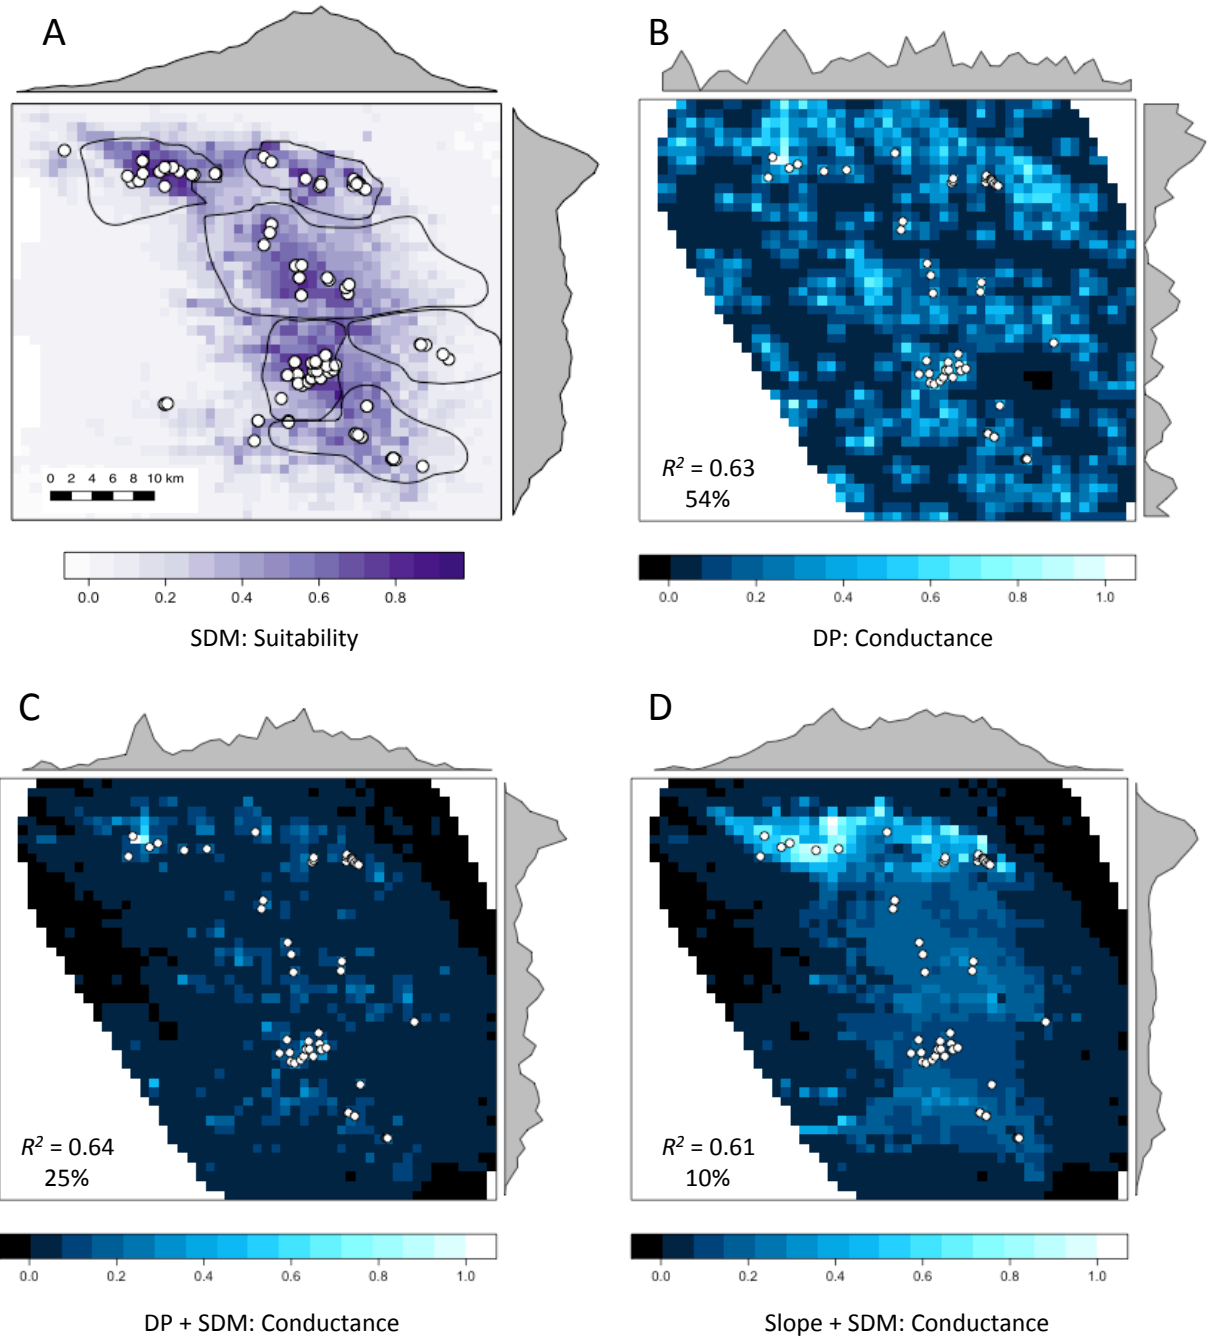 A
B
0 2 4 6 8 10 km
R² = 0.63
54%
0.0 0.2 0.4 0.6 0.8
0.0 0.2 0.4 0.6 0.8 1.0
SDM: Suitability
DP: Conductance
C
D
R² = 0.64
25%
R² = 0.61
10%
0.0 0.2 0.4 0.6 0.8 1.0
0.0 0.2 0.4 0.6 0.8 1.0
DP + SDM: Conductance
Slope + SDM: Conductance